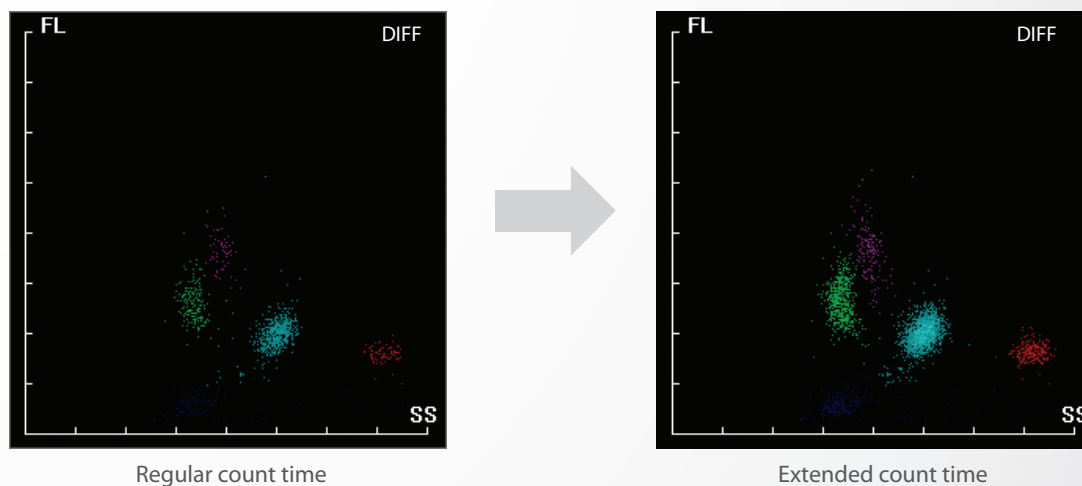 FL
DIFF
SS
Regular count time
FL
DIFF
SS
Extended count time